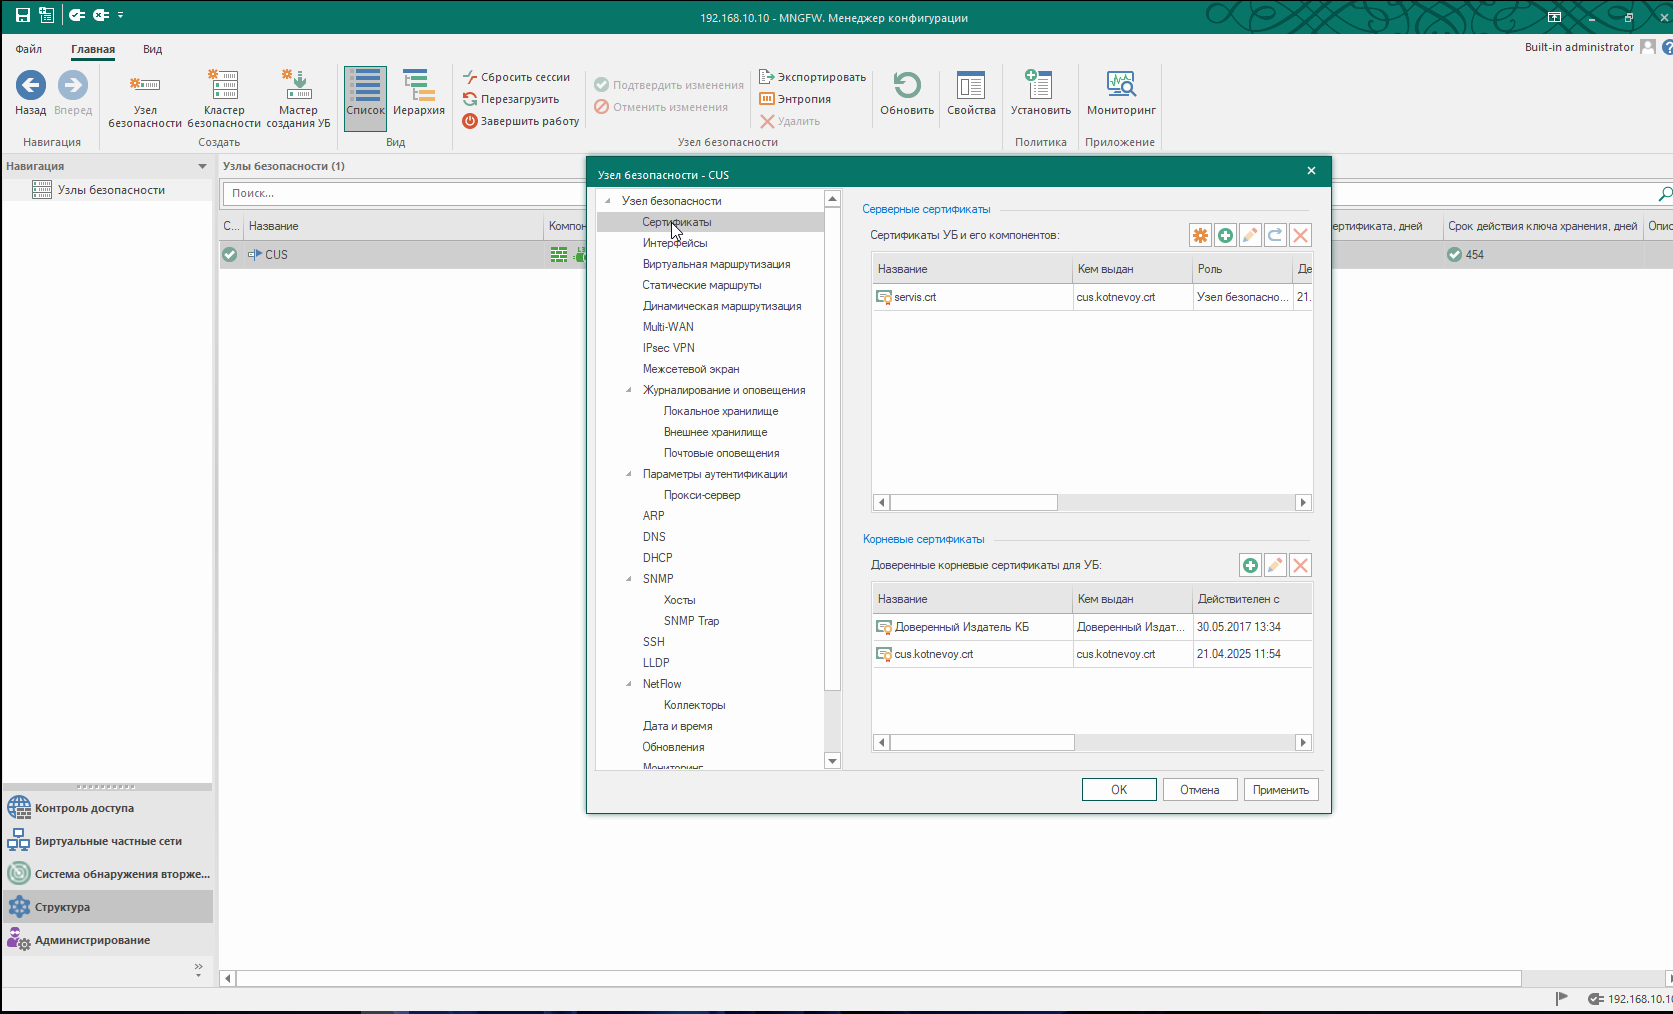 192.168.10.10 - MNGFW. Менеджер конфигурации
Файл
Главная
Вид
Built-in administrator
Назад
Вперед
Навигация
Узел безопасности
Кластер безопасности
Мастер создания УБ
Создать
Список
Иерархия
Вид
Сбросить сессии
Перезагрузить
Завершить работу
Подтвердить изменения
Отменить изменения
Экспортировать
Энтропия
Удалить
Узел безопасности
Обновить
Свойства
Установить
Политика
Мониторинг
Приложение
Навигация
Узлы безопасности
Узлы безопасности (1)
Поиск...
С...
Название
Компон
ертификата, дней
Срок действия ключа хранения, дней
Опис
CUS
454
Узел безопасности - CUS
Узел безопасности
Сертификаты
Интерфейсы
Виртуальная маршрутизация
Статические маршруты
Динамическая маршрутизация
Multi-WAN
IPsec VPN
Межсетевой экран
Журналирование и оповещения
Локальное хранилище
Внешнее хранилище
Почтовые оповещения
Параметры аутентификации
Прокси-сервер
ARP
DNS
DHCP
SNMP
Хосты
SNMP Trap
SSH
LLDP
NetFlow
Коллекторы
Дата и время
Обновления
Мониторинг
Серверные сертификаты
Сертификаты УБ и его компонентов:
Название
Кем выдан
Роль
Де
servis.crt
cus.kotnevoy.crt
Узел безопасно...
21.
Корневые сертификаты
Доверенные корневые сертификаты для УБ:
Название
Кем выдан
Действителен с
Доверенный Издатель КБ
Доверенный Издат...
30.05.2017 13:34
cus.kotnevoy.crt
cus.kotnevoy.crt
21.04.2025 11:54
OK
Отмена
Применить
Контроль доступа
Виртуальные частные сети
Система обнаружения вторже...
Структура
Администрирование
192.168.10.10